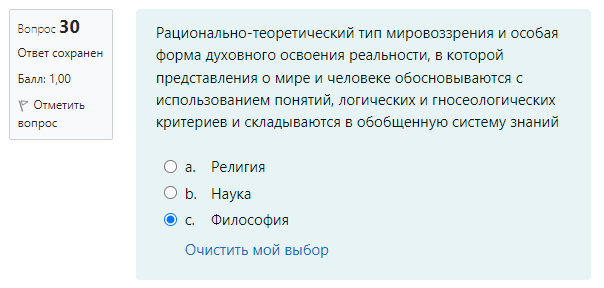 Вопрос 30
Ответ сохранен
Балл: 1,00
Отметить
вопрос
Рационально-теоретический тип мировоззрения и особая
форма духовного освоения реальности, в которой
представления о мире и человеке обосновываются с
использованием понятий, логических и гносеологических
критериев и складываются в обобщенную систему знаний
a. Религия
b. Наука
c. Философия
Очистить мой выбор